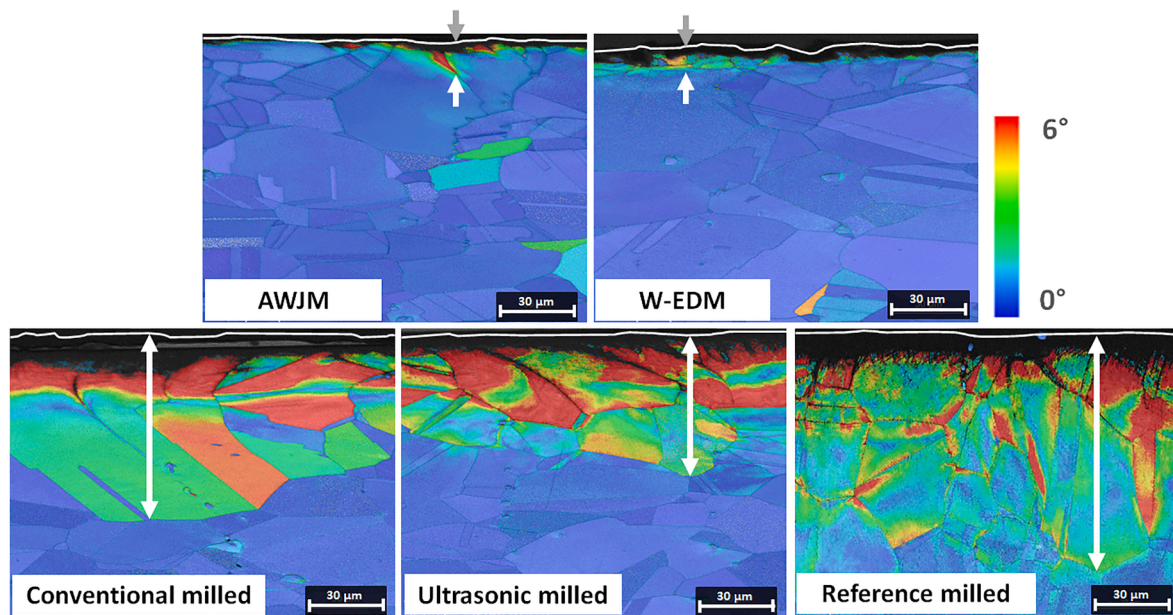 6°
0°
AWJM
30 µm
W-EDM
30 µm
Conventional milled
30 µm
Ultrasonic milled
30 µm
Reference milled
30 µm